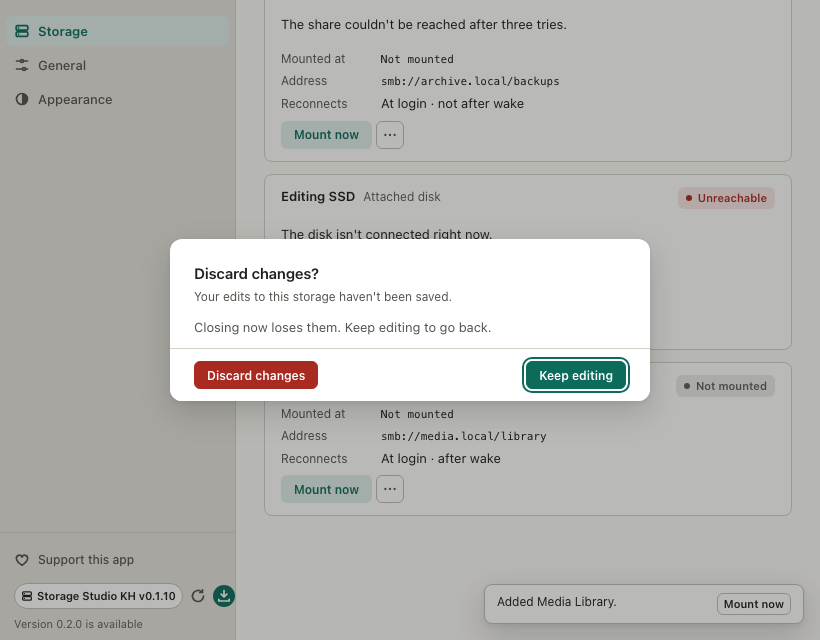 Storage
General
Appearance
Support this app
Storage Studio KH v0.1.10
Version 0.2.0 is available
The share couldn't be reached after three tries.
Mounted at Not mounted
Address smb://archive.local/backups
Reconnects At login · not after wake
Mount now
Editing SSD Attached disk
Unreachable
The disk isn't connected right now.
Discard changes?
Your edits to this storage haven't been saved.
Closing now loses them. Keep editing to go back.
Discard changes
Keep editing
Not mounted
Mounted at Not mounted
Address smb://media.local/library
Reconnects At login · after wake
Mount now
Added Media Library.
Mount now